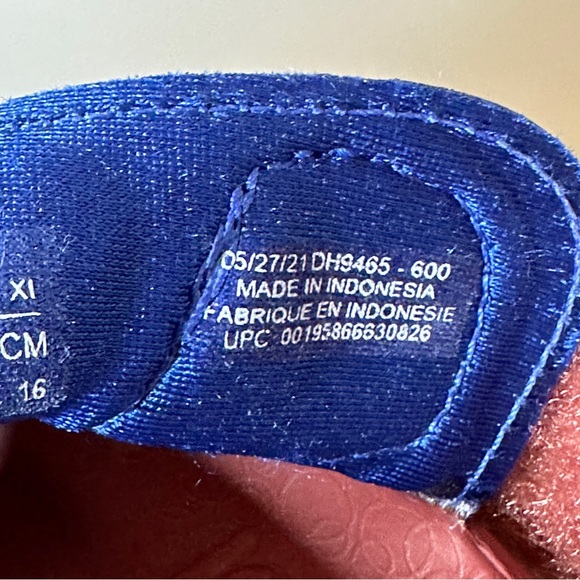 XI
CM
16
05/27/21 DH9465 - 600
MADE IN INDONESIA
FABRIQUE EN INDONESIE
UPC 00195866630826